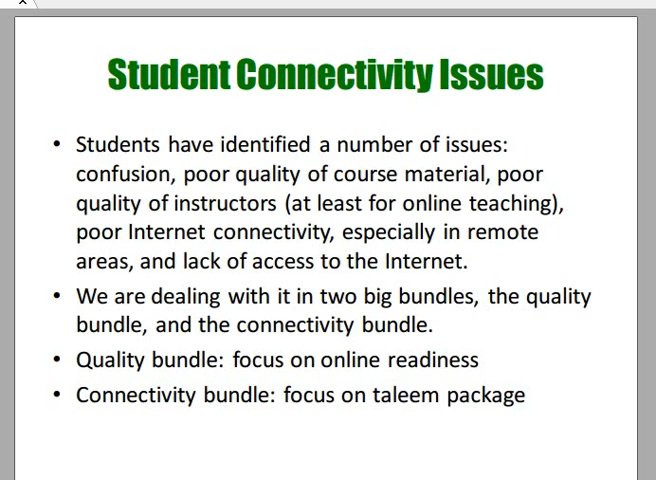 Student Connectivity Issues
• Students have identified a number of issues:
confusion, poor quality of course material, poor
quality of instructors (at least for online teaching),
poor Internet connectivity, especially in remote
areas, and lack of access to the Internet.
• We are dealing with it in two big bundles, the quality
bundle, and the connectivity bundle.
• Quality bundle: focus on online readiness
• Connectivity bundle: focus on taleem package